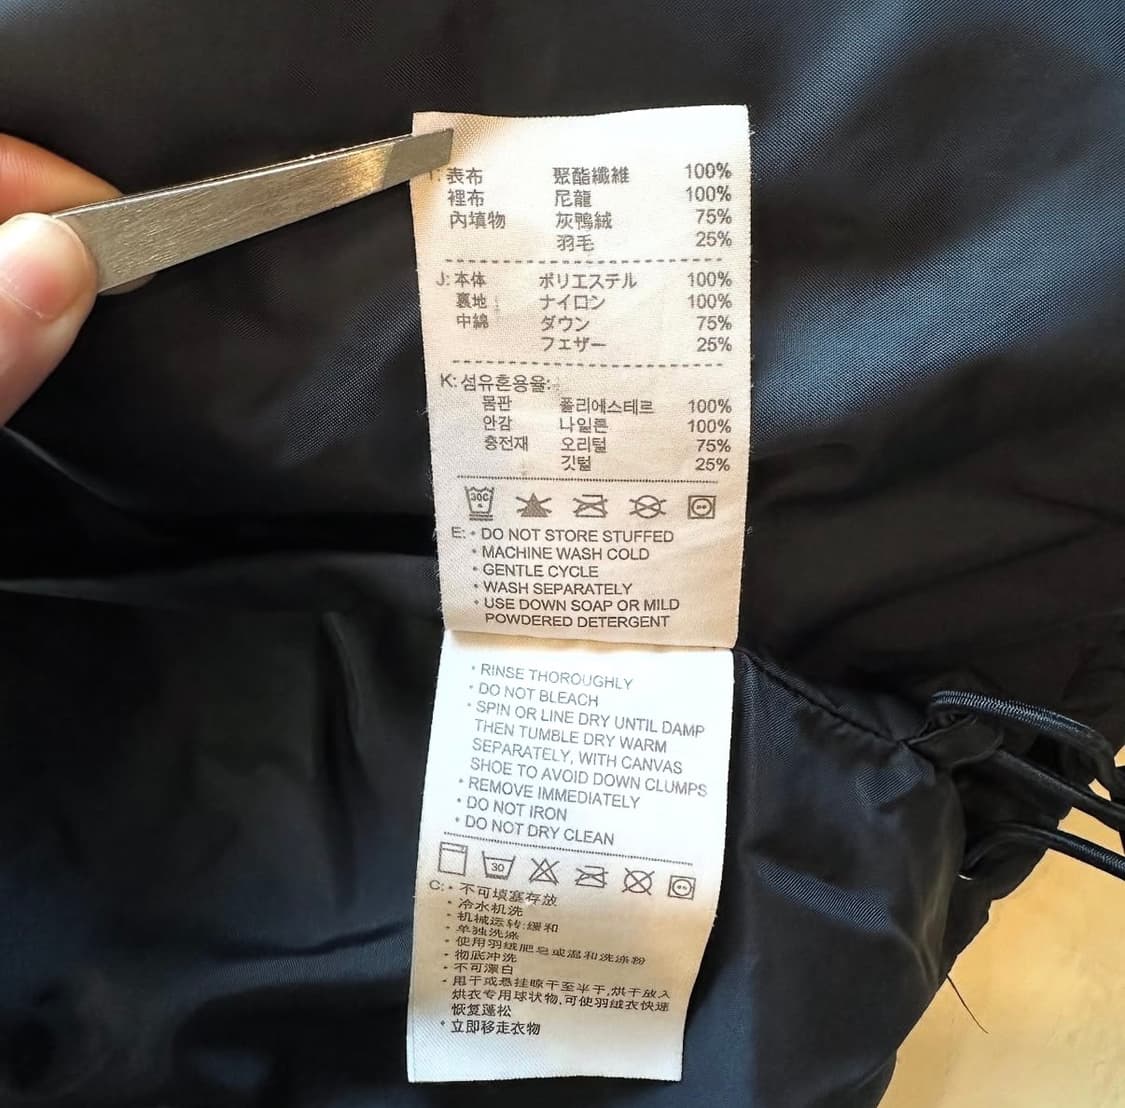 : 表布 聚酯纖維 100%
裡布 尼龍 100%
內填物 灰鴨絨 75%
羽毛 25%
J: 本体 ポリエステル 100%
裏地 ナイロン 100%
中綿 ダウン 75%
フェザー 25%
K: 섬유혼용율:
몸판 폴리에스테르 100%
안감 나일론 100%
충전재 오리털 75%
깃털 25%
30C
E: • DO NOT STORE STUFFED
• MACHINE WASH COLD
• GENTLE CYCLE
• WASH SEPARATELY
• USE DOWN SOAP OR MILD
POWDERED DETERGENT
• RINSE THOROUGHLY
• DO NOT BLEACH
• SPIN OR LINE DRY UNTIL DAMP
THEN TUMBLE DRY WARM
SEPARATELY, WITH CANVAS
SHOE TO AVOID DOWN CLUMPS
• REMOVE IMMEDIATELY
• DO NOT IRON
• DO NOT DRY CLEAN
30
C: • 不可填塞存放
• 冷水机洗
• 机械运转:缓和
• 单独洗涤
• 使用羽绒肥皂或温和洗涤粉
• 彻底冲洗
• 不可漂白
• 甩干或悬挂晾干至半干,烘干放入
烘衣专用球状物,可使羽绒衣快速
恢复蓬松
• 立即移走衣物